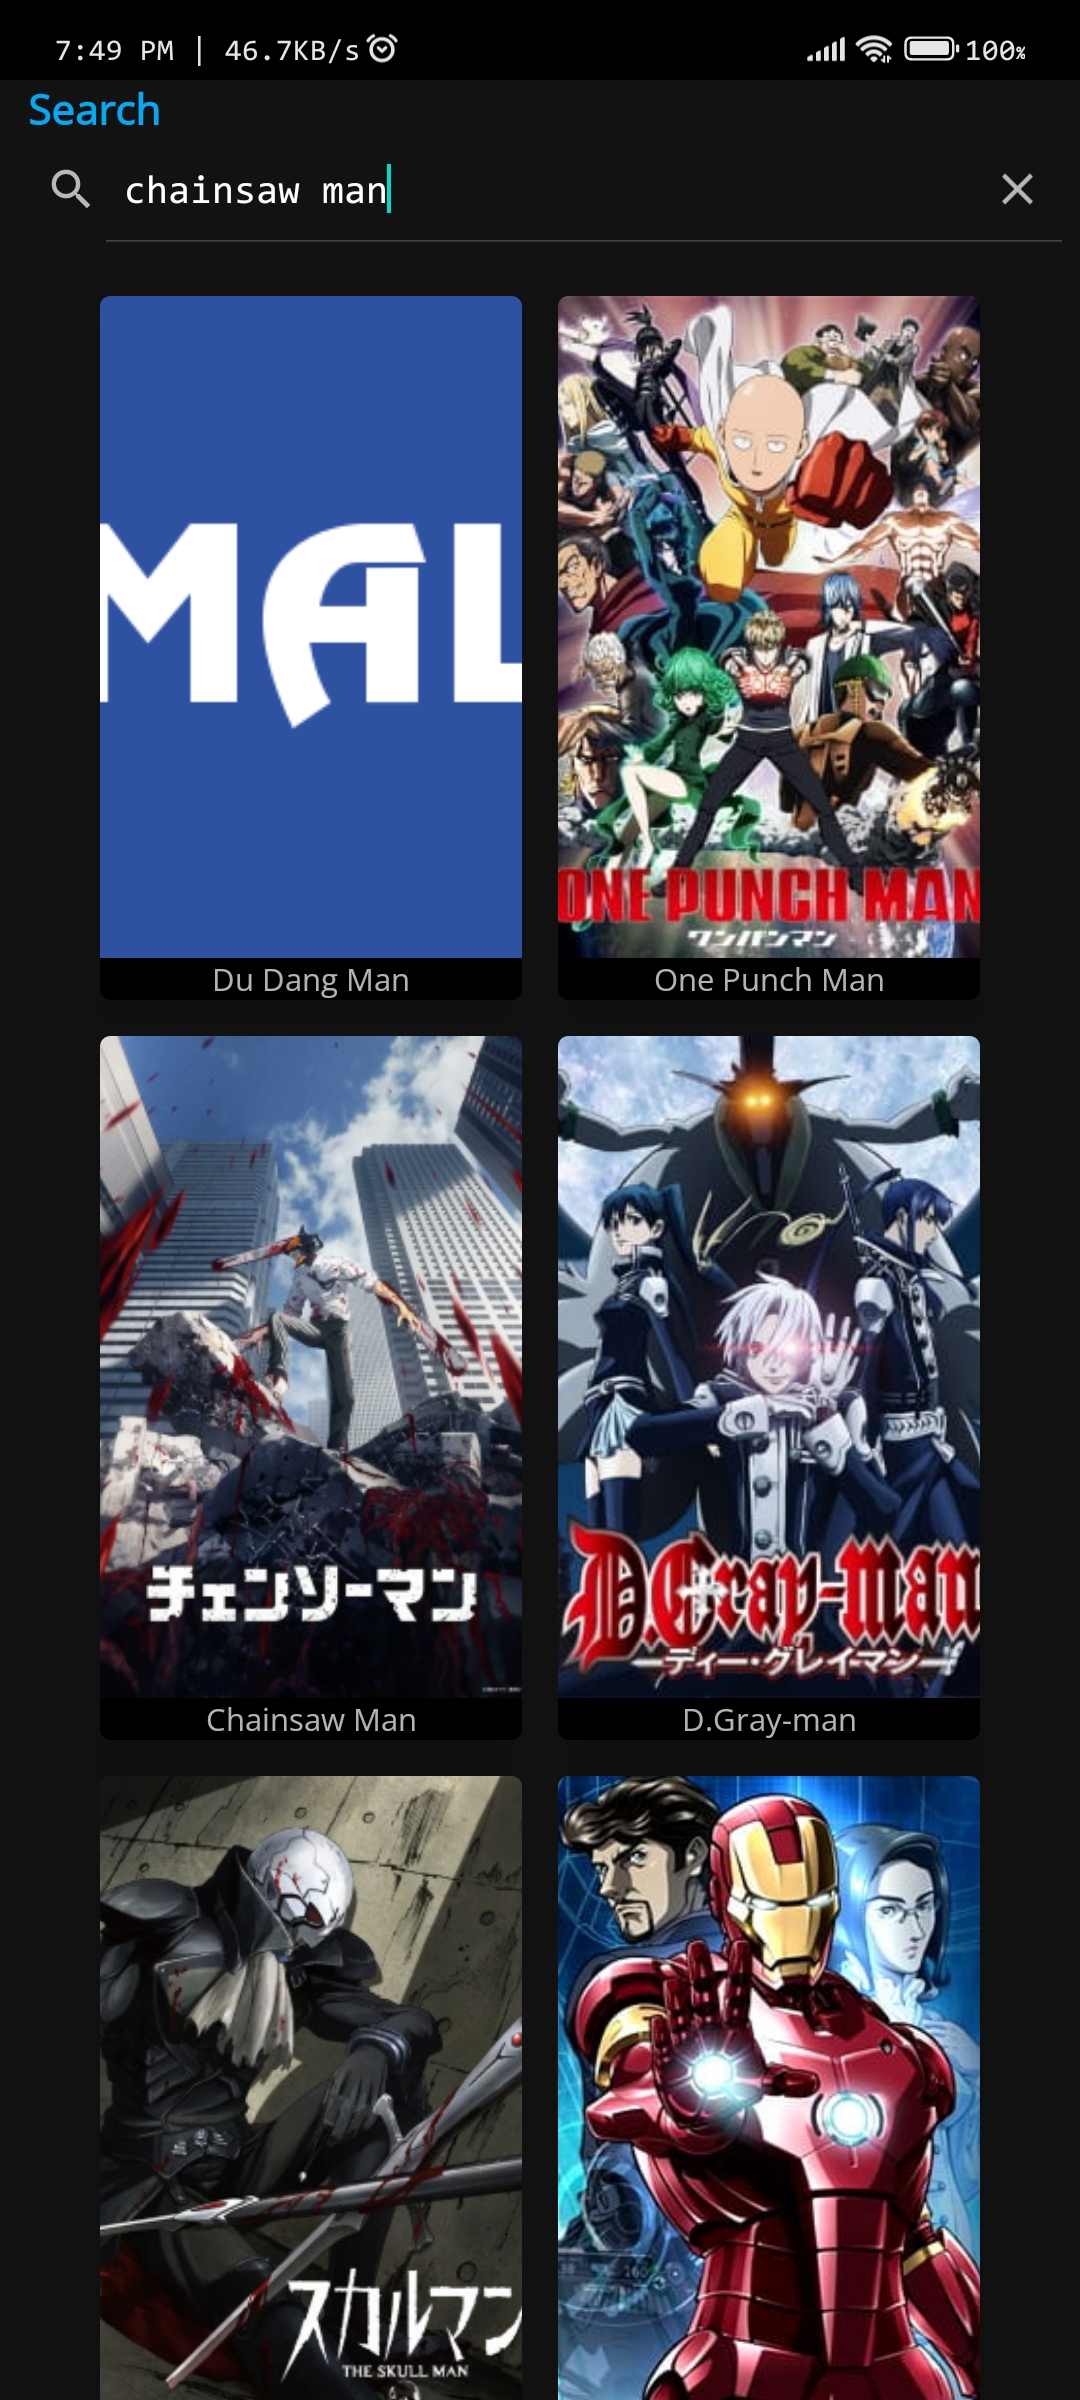 7:49 PM | 46.7KB/s
100%
Search
chainsaw man
MAL
ONE PUNCH MAN
ワンパンマン
Du Dang Man
One Punch Man
チェンソーマン
D.Gray-man
ディー・グレイマン
Chainsaw Man
D.Gray-man
スカルマン
THE SKULL MAN